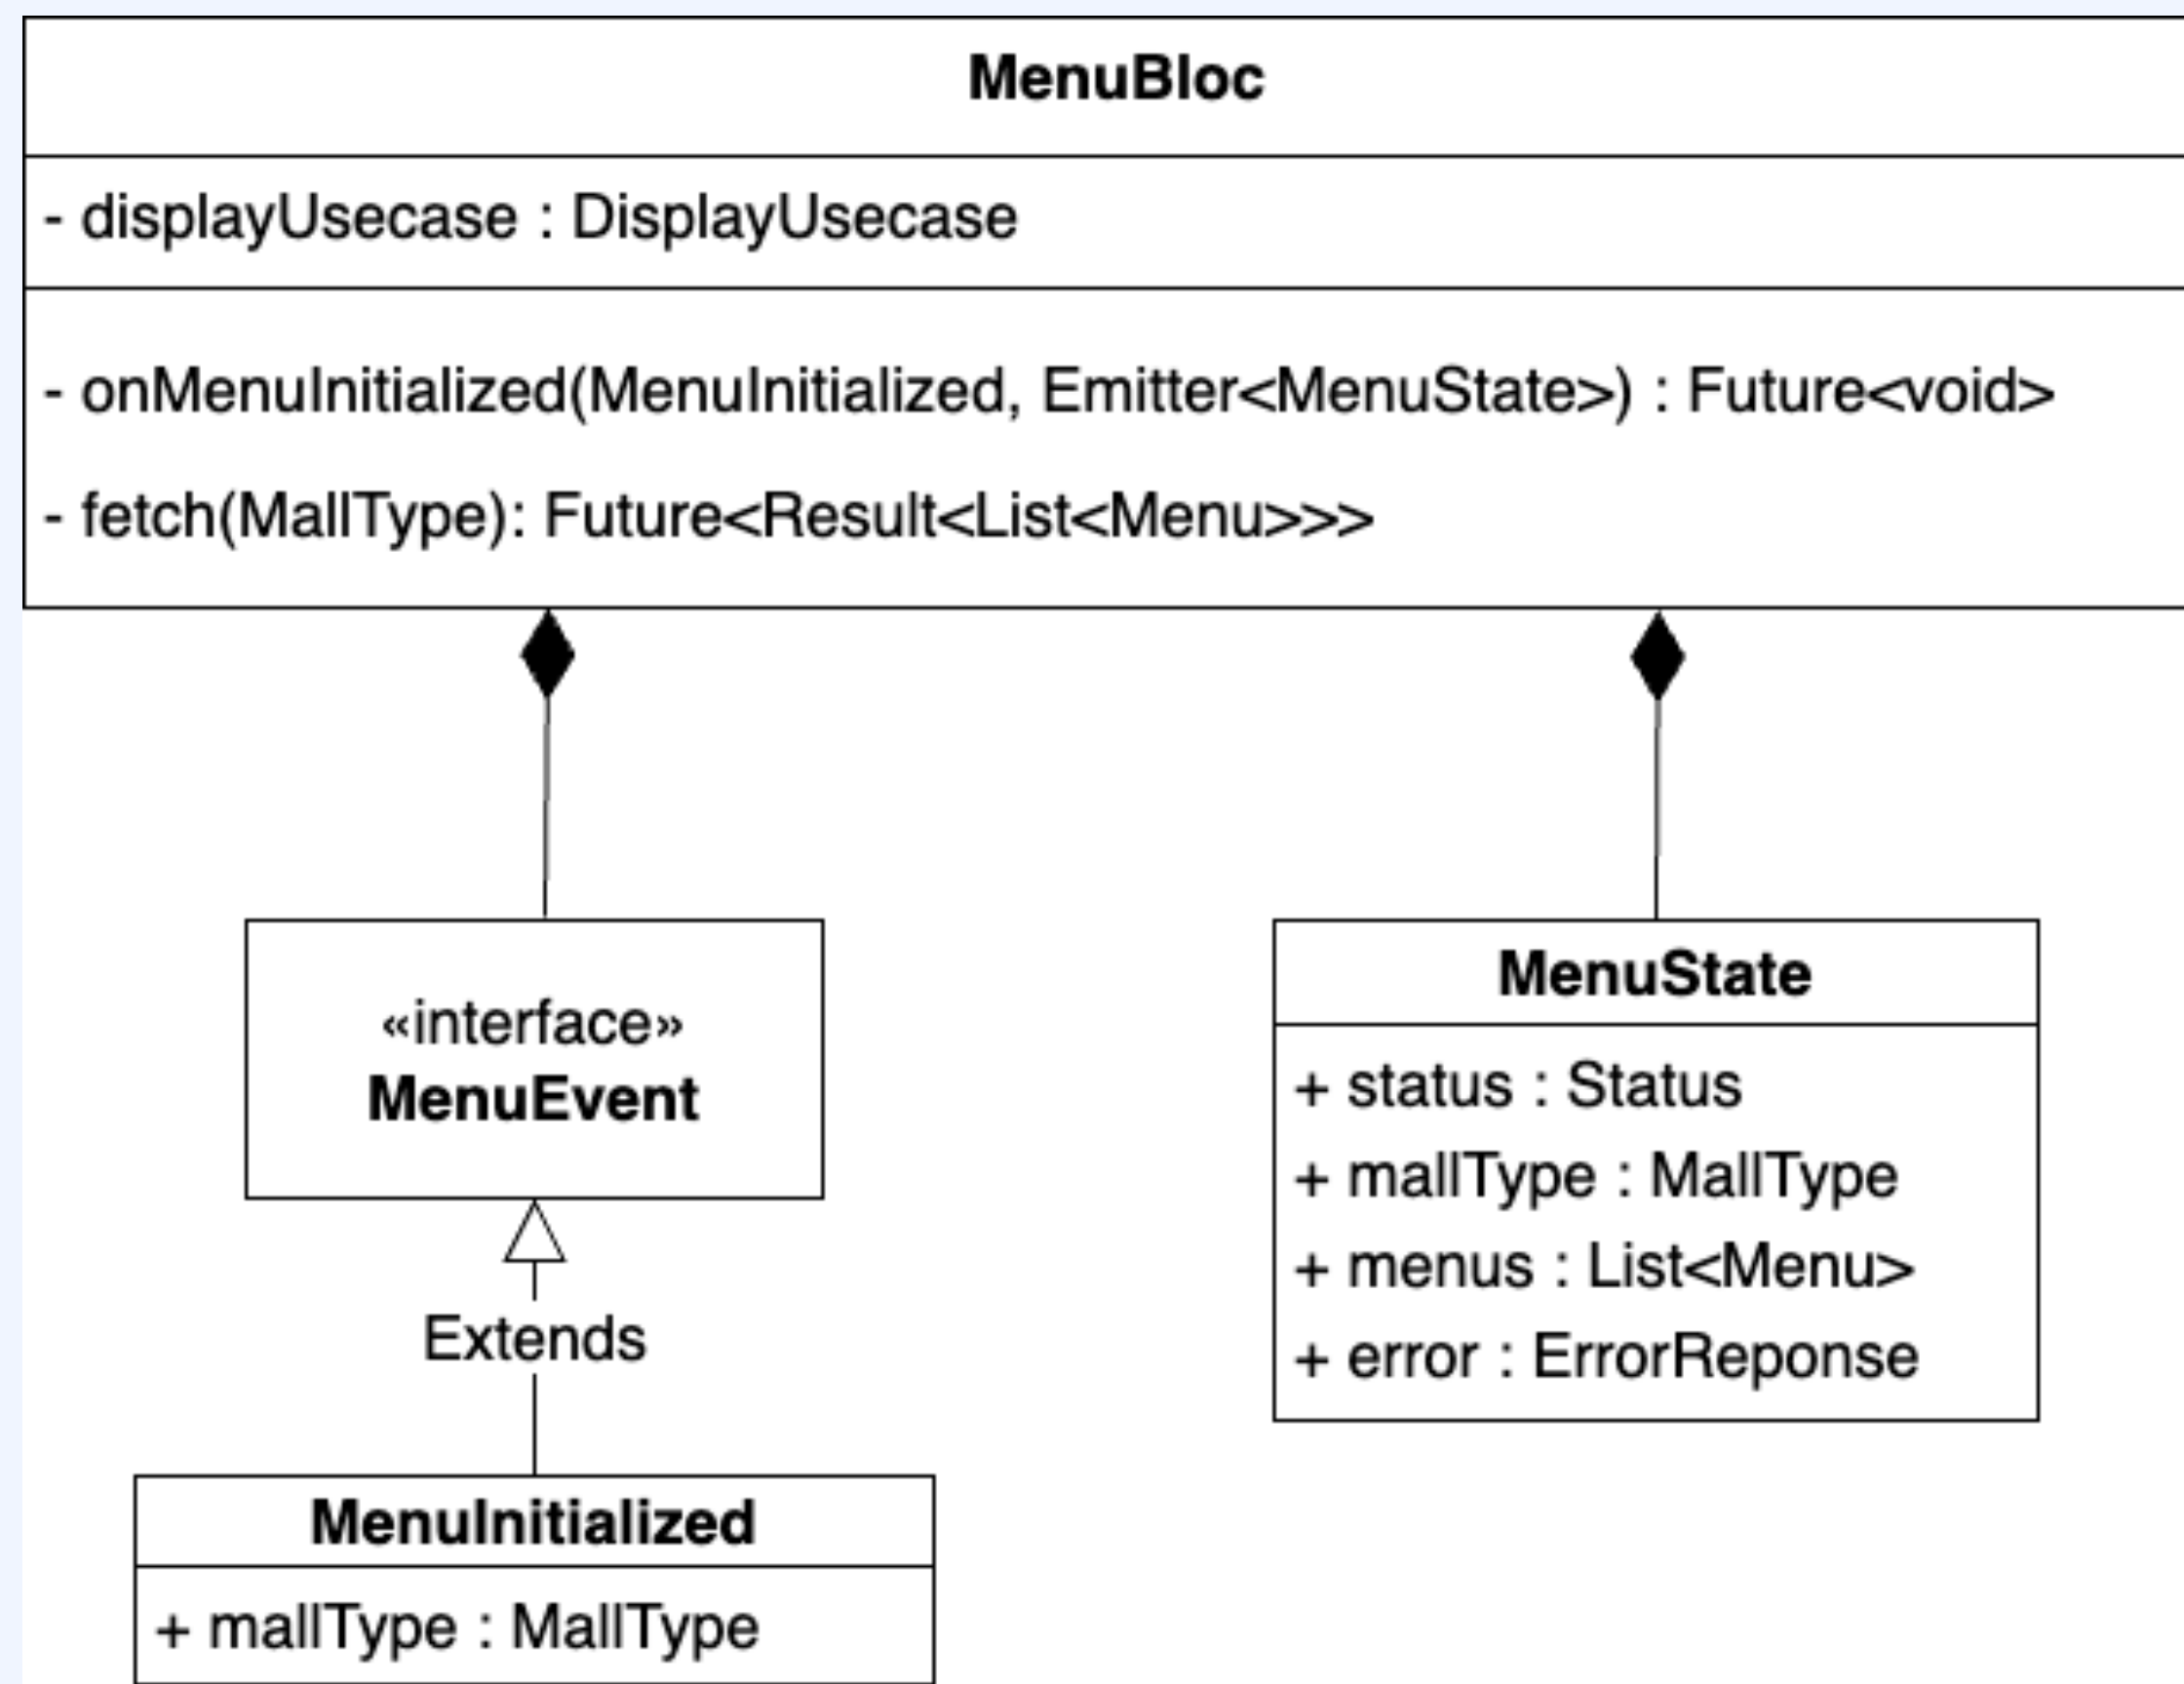 MenuBloc
- displayUsecase : DisplayUsecase
- onMenuInitialized(MenuInitialized, Emitter<MenuState>) : Future<void>
- fetch(MallType): Future<Result<List<Menu>>>
«interface»
MenuEvent
Extends
MenuInitialized
+ mallType : MallType
MenuState
+ status : Status
+ mallType : MallType
+ menus : List<Menu>
+ error : ErrorReponse